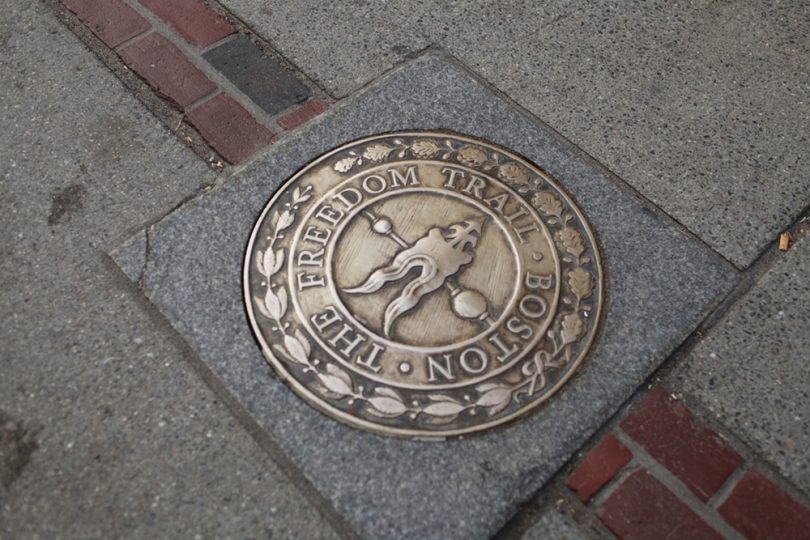 THE FREEDOM TRAIL · BOSTON ·